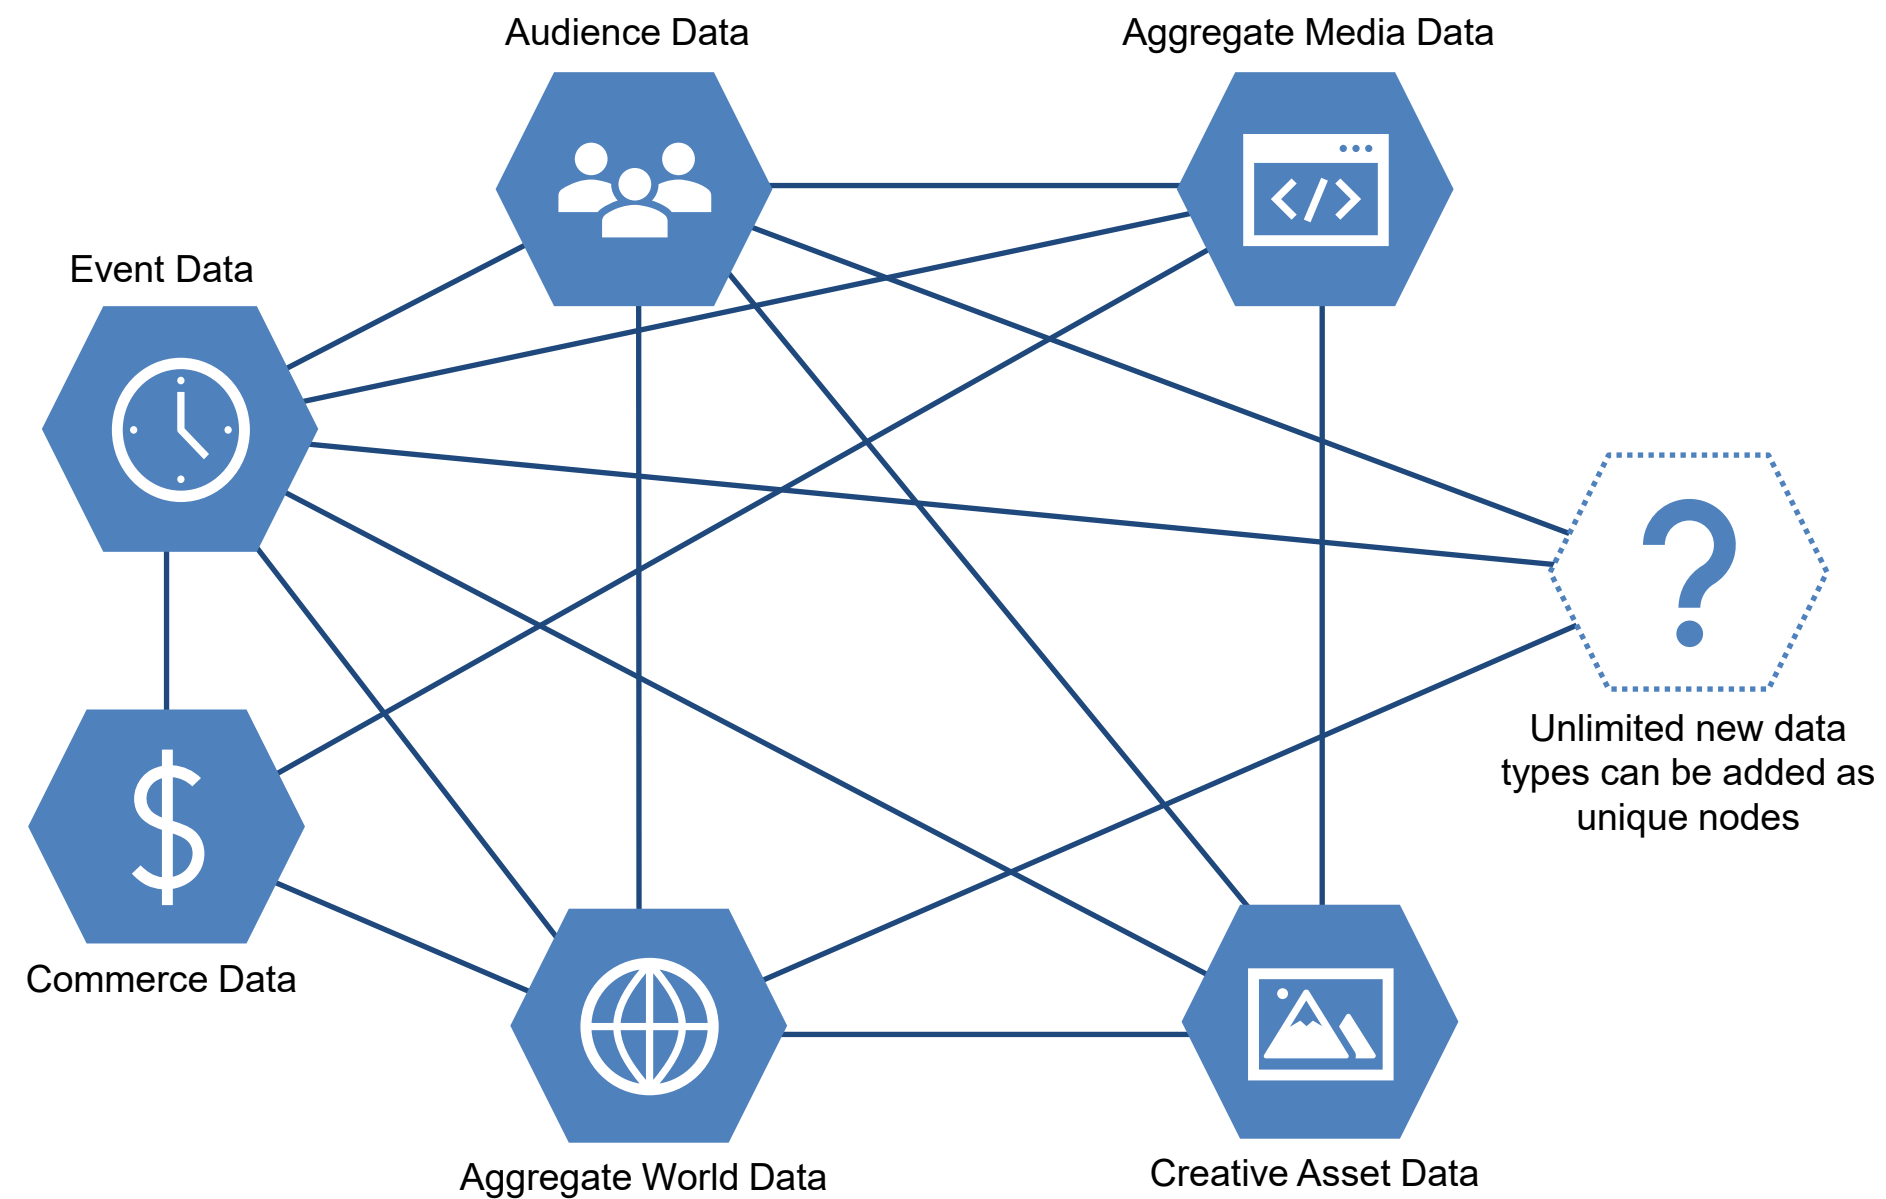 Audience Data
Aggregate Media Data
Event Data
</>
?
Unlimited new data
types can be added as
unique nodes
$
Commerce Data
Aggregate World Data
Creative Asset Data